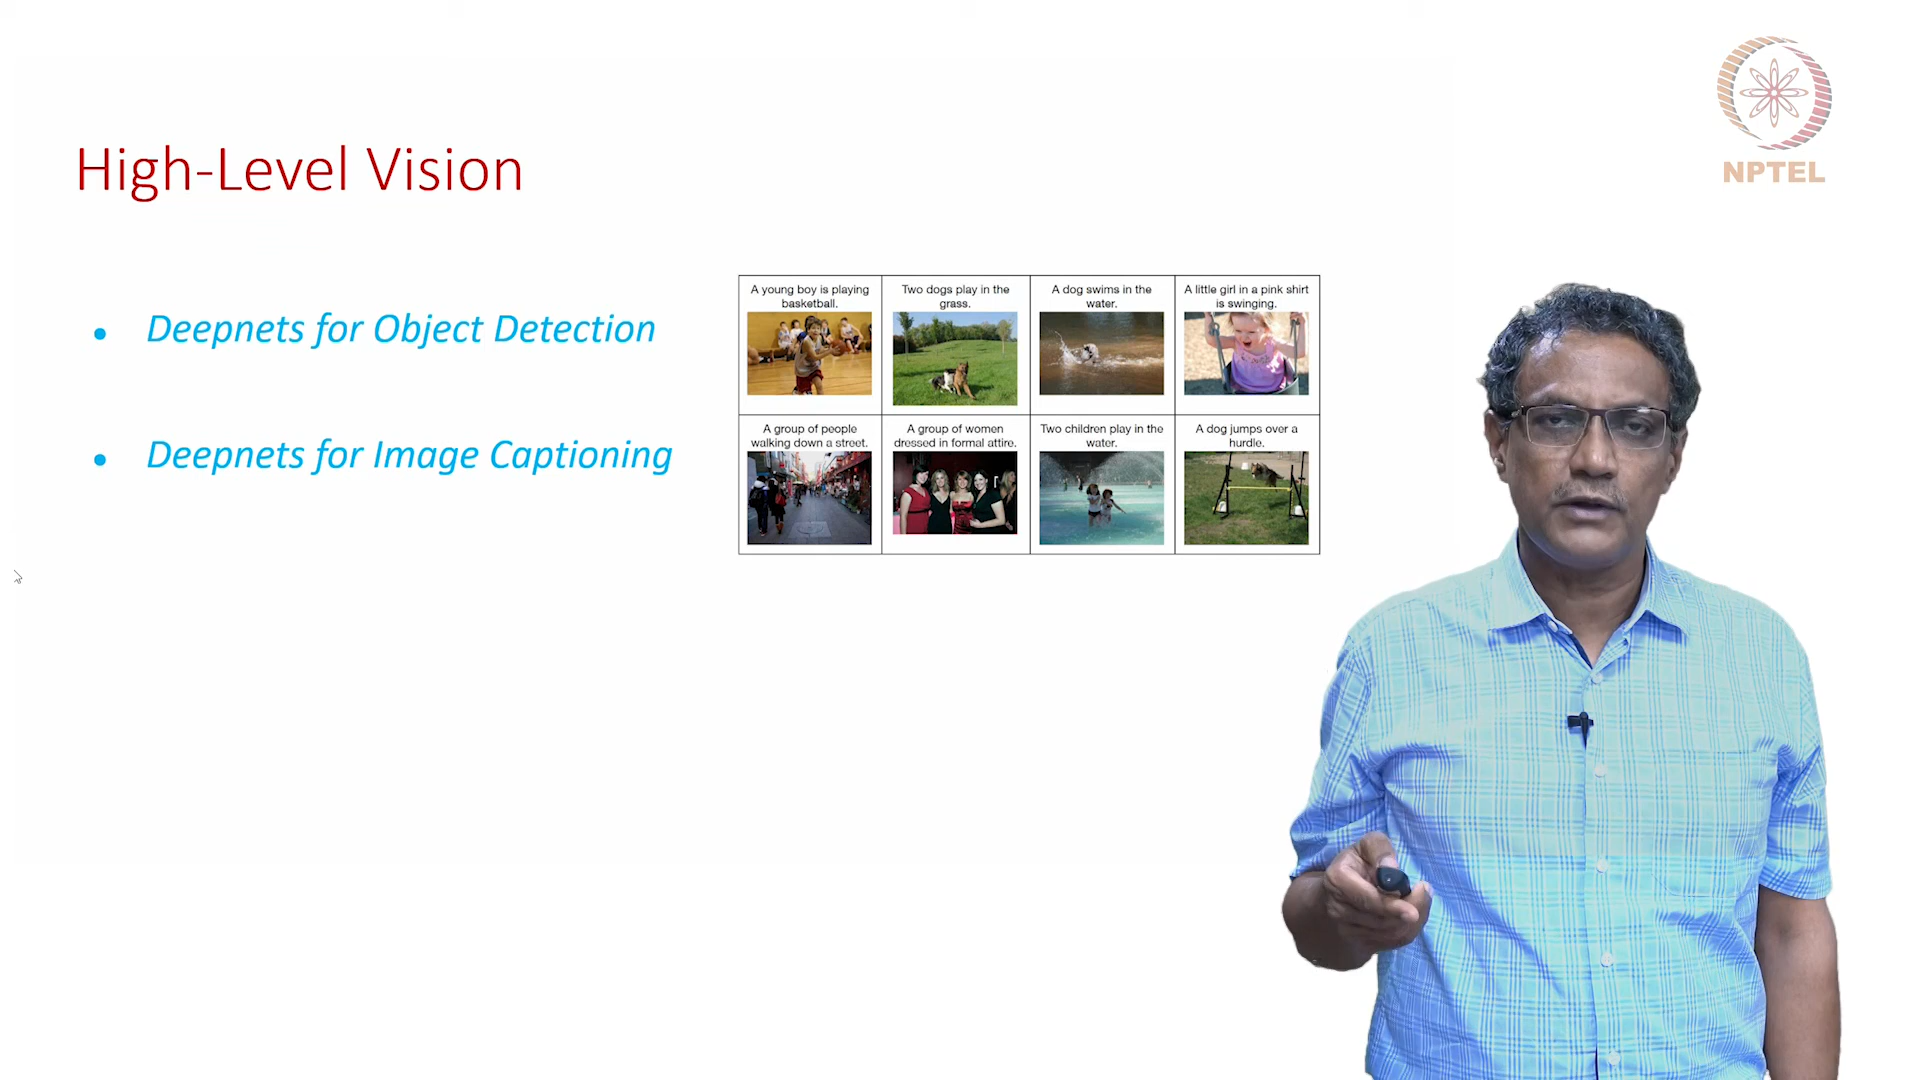 NPTEL
High-Level Vision
• Deepnets for Object Detection
• Deepnets for Image Captioning
A young boy is playing
basketball.
Two dogs play in the
grass.
A dog swims in the
water.
A little girl in a pink shirt
is swinging.
A group of people
walking down a street.
A group of women
dressed in formal attire.
Two children play in the
water.
A dog jumps over a
hurdle.